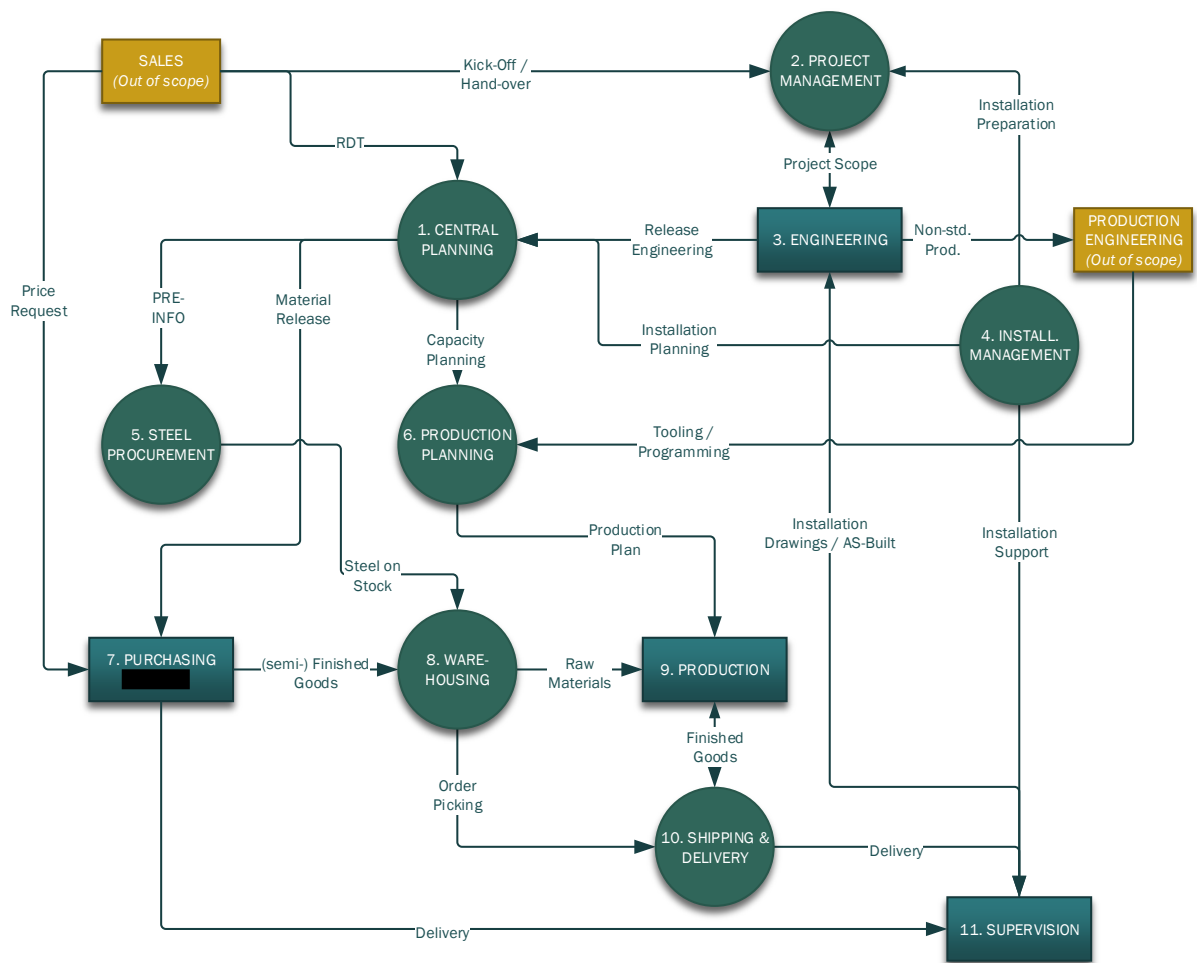 SALES
(Out of scope)
Kick-Off /
Hand-over
2. PROJECT
MANAGEMENT
Installation
Preparation
RDT
Project Scope
1. CENTRAL
PLANNING
Release
Engineering
3. ENGINEERING
Non-std.
Prod.
PRODUCTION
ENGINEERING
(Out of scope)
Price
Request
PRE-
INFO
Material
Release
Capacity
Planning
Installation
Planning
4. INSTALL.
MANAGEMENT
5. STEEL
PROCUREMENT
6. PRODUCTION
PLANNING
Tooling /
Programming
Production
Plan
Installation
Drawings / AS-Built
Installation
Support
Steel on
Stock
7. PURCHASING
(semi-) Finished
Goods
8. WARE-
HOUSING
Raw
Materials
9. PRODUCTION
Finished
Goods
Order
Picking
10. SHIPPING &
DELIVERY
Delivery
Delivery
11. SUPERVISION